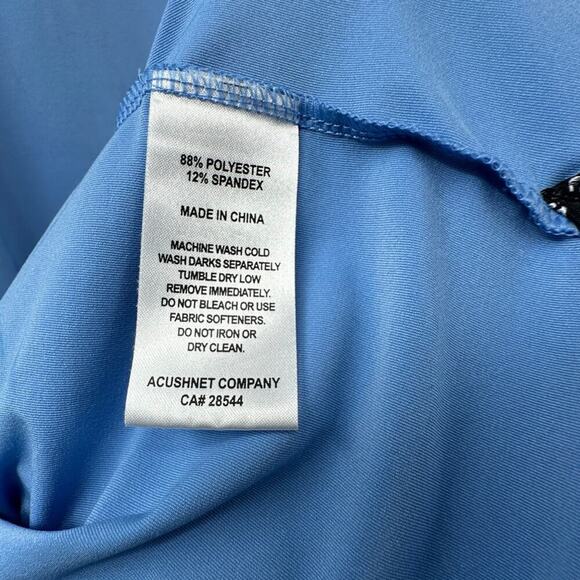 88% POLYESTER
12% SPANDEX
MADE IN CHINA
MACHINE WASH COLD
WASH DARKS SEPARATELY
TUMBLE DRY LOW
REMOVE IMMEDIATELY.
DO NOT BLEACH OR USE
FABRIC SOFTENERS.
DO NOT IRON OR
DRY CLEAN.
ACUSHNET COMPANY
CA# 28544